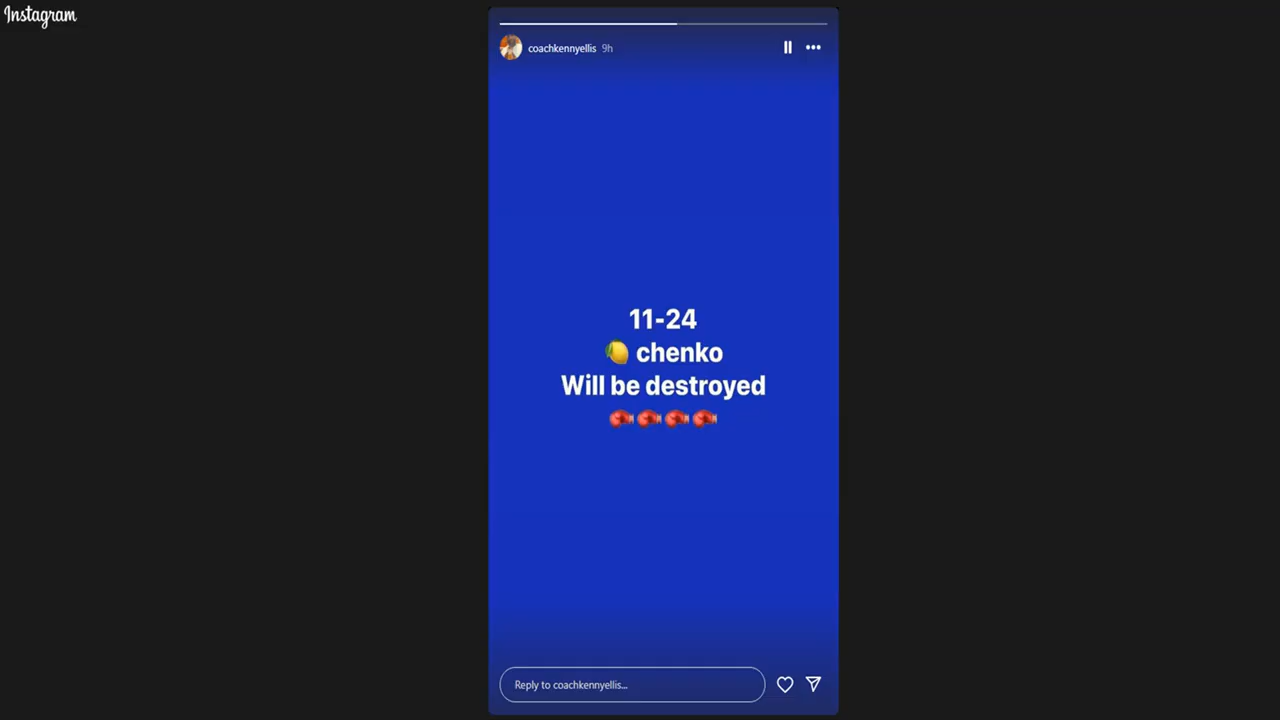 Instagram
coachkennyellis 9h
11-24
🍋 chenko
Will be destroyed
🥊🥊🥊🥊
Reply to coachkennyellis...